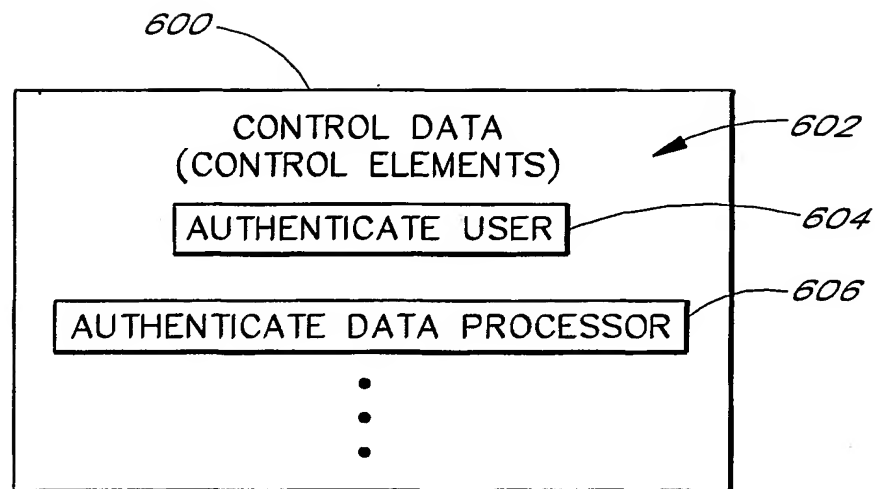 600
CONTROL DATA
602
(CONTROL ELEMENTS)
AUTHENTICATE USER
604
606
AUTHENTICATE DATA PROCESSOR